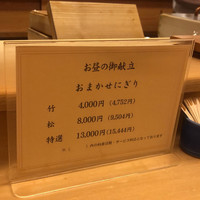 お昼の御献立
おまかせにぎり
竹 4,000円 (4,752円)
松 8,000円 (9,504円)
特選 13,000円 (15,444円)